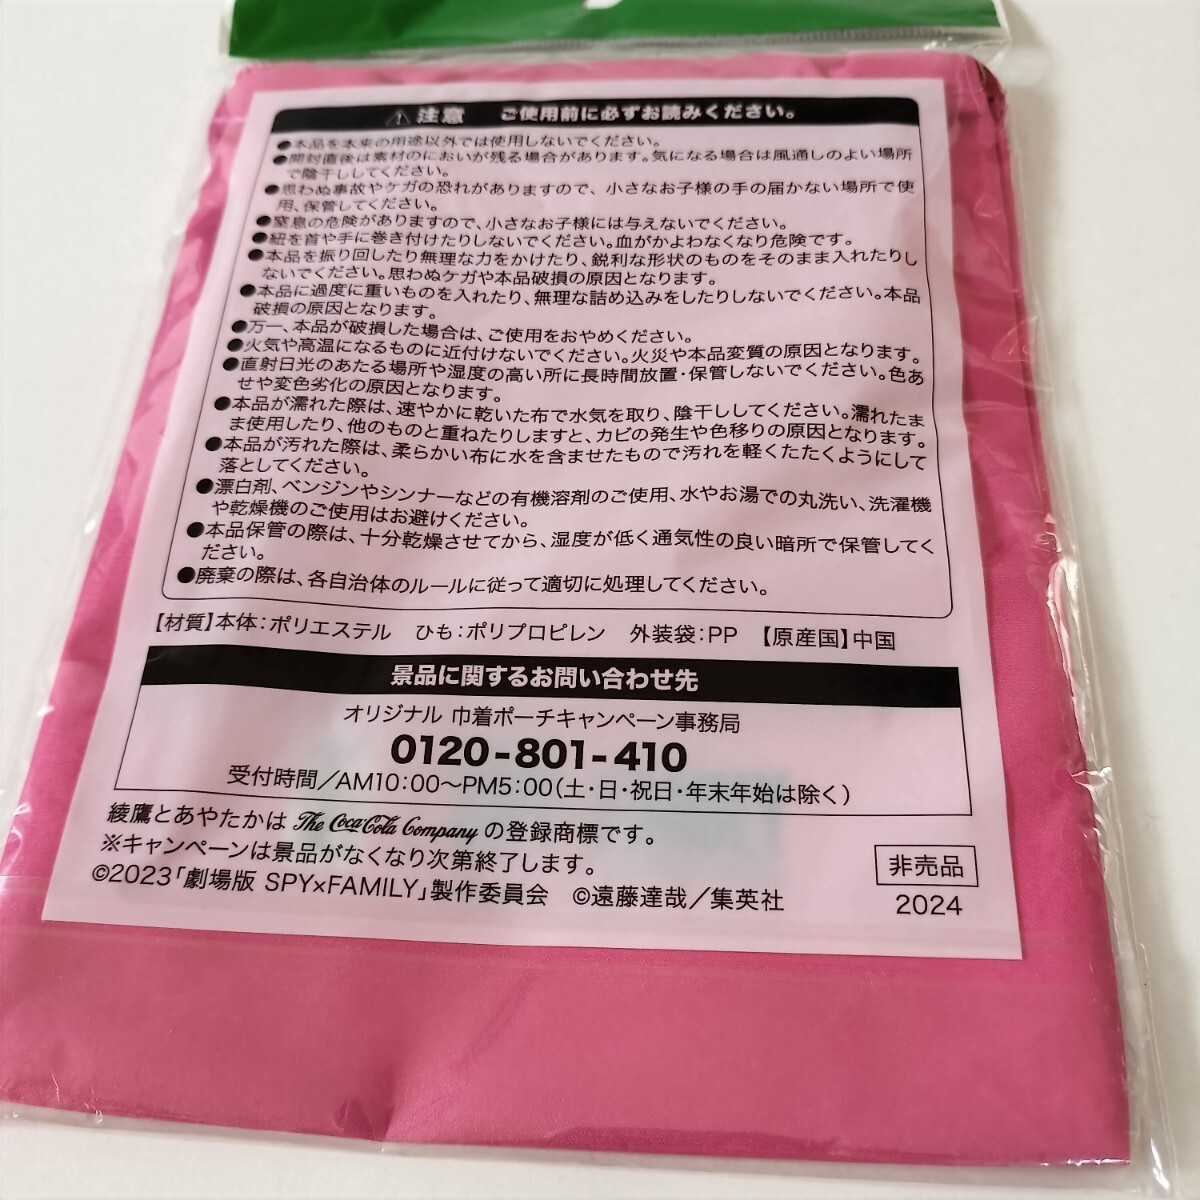 ⚠注意 ご使用前に必ずお読みください。
●本品を本来の用途以外では使用しないでください。
●開封直後は素材のにおいが残る場合があります。気になる場合は風通しのよい場所
で陰干ししてください。
●思わぬ事故やケガの恐れがありますので、小さなお子様の手の届かない場所で使
用、保管してください。
●窒息の危険がありますので、小さなお子様には与えないでください。
●紐を首や手に巻き付けたりしないでください。血がかよわなくなり危険です。
●本品を振り回したり無理な力をかけたり、鋭利な形状のものをそのまま入れたりし
ないでください。思わぬケガや本品破損の原因となります。
●本品に過度に重いものを入れたり、無理な詰め込みをしたりしないでください。本品
破損の原因となります。
●万一、本品が破損した場合は、ご使用をおやめください。
●火気や高温になるものに近付けないでください。火災や本品変質の原因となります。
●直射日光のあたる場所や湿度の高い所に長時間放置・保管しないでください。色あ
せや変色劣化の原因となります。
●本品が濡れた際は、速やかに乾いた布で水気を取り、陰干ししてください。濡れたま
ま使用したり、他のものと重ねたりしますと、カビの発生や色移りの原因となります。
●本品が汚れた際は、柔らかい布に水を含ませたもので汚れを軽くたたくようにして
落としてください。
●漂白剤、ベンジンやシンナーなどの有機溶剤のご使用、水やお湯での丸洗い、洗濯機
や乾燥機のご使用はお避けください。
●本品保管の際は、十分乾燥させてから、湿度が低く通気性の良い暗所で保管してく
ださい。
●廃棄の際は、各自治体のルールに従って適切に処理してください。
【材質】本体：ポリエステル ひも：ポリプロピレン 外装袋：PP 【原産国】中国
景品に関するお問い合わせ先
オリジナル 巾着ポーチキャンペーン事務局
0120-801-410
受付時間／AM10:00〜PM5:00(土・日・祝日・年末年始は除く)
綾鷹とあやたかは The Coca-Cola Company の登録商標です。
※キャンペーンは景品がなくなり次第終了します。
©2023「劇場版 SPY×FAMILY」製作委員会 ©遠藤達哉／集英社
非売品
2024